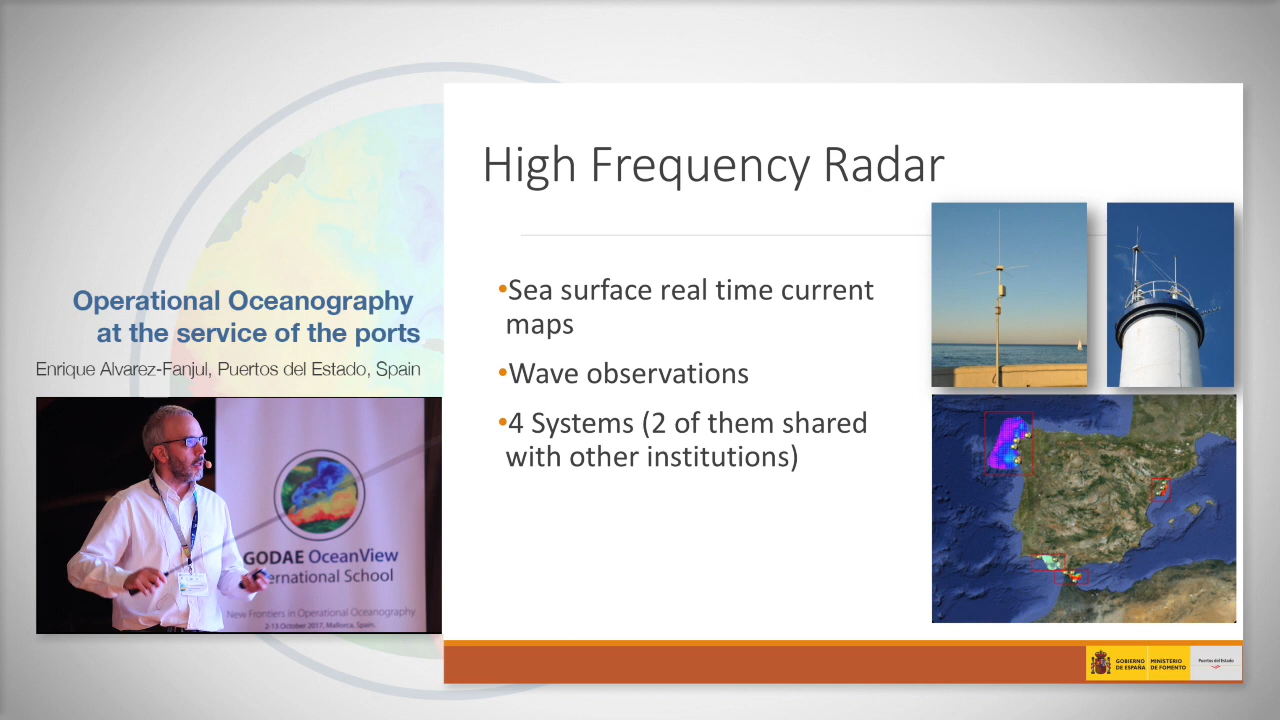 Operational Oceanography
at the service of the ports
Enrique Alvarez-Fanjul, Puertos del Estado, Spain
GODAE OceanView
ernational School
New Frontiers in Operational Oceanography
2-13 October 2017, Mallorca, Spain.
High Frequency Radar
•Sea surface real time current
maps
•Wave observations
•4 Systems (2 of them shared
with other institutions)
GOBIERNO
DE ESPAÑA
MINISTERIO
DE FOMENTO
Puertos del Estado